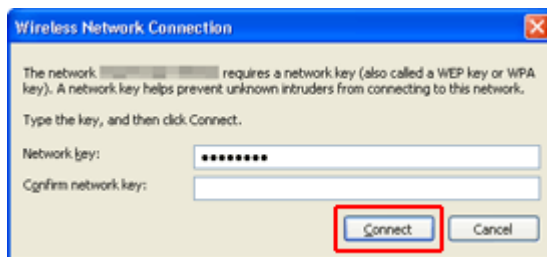 Wireless Network Connection
The network requires a network key (also called a WEP key or WPA
key). A network key helps prevent unknown intruders from connecting to this network.
Type the key, and then click Connect.
Network key:
••••••••
Confirm network key:
Connect Cancel